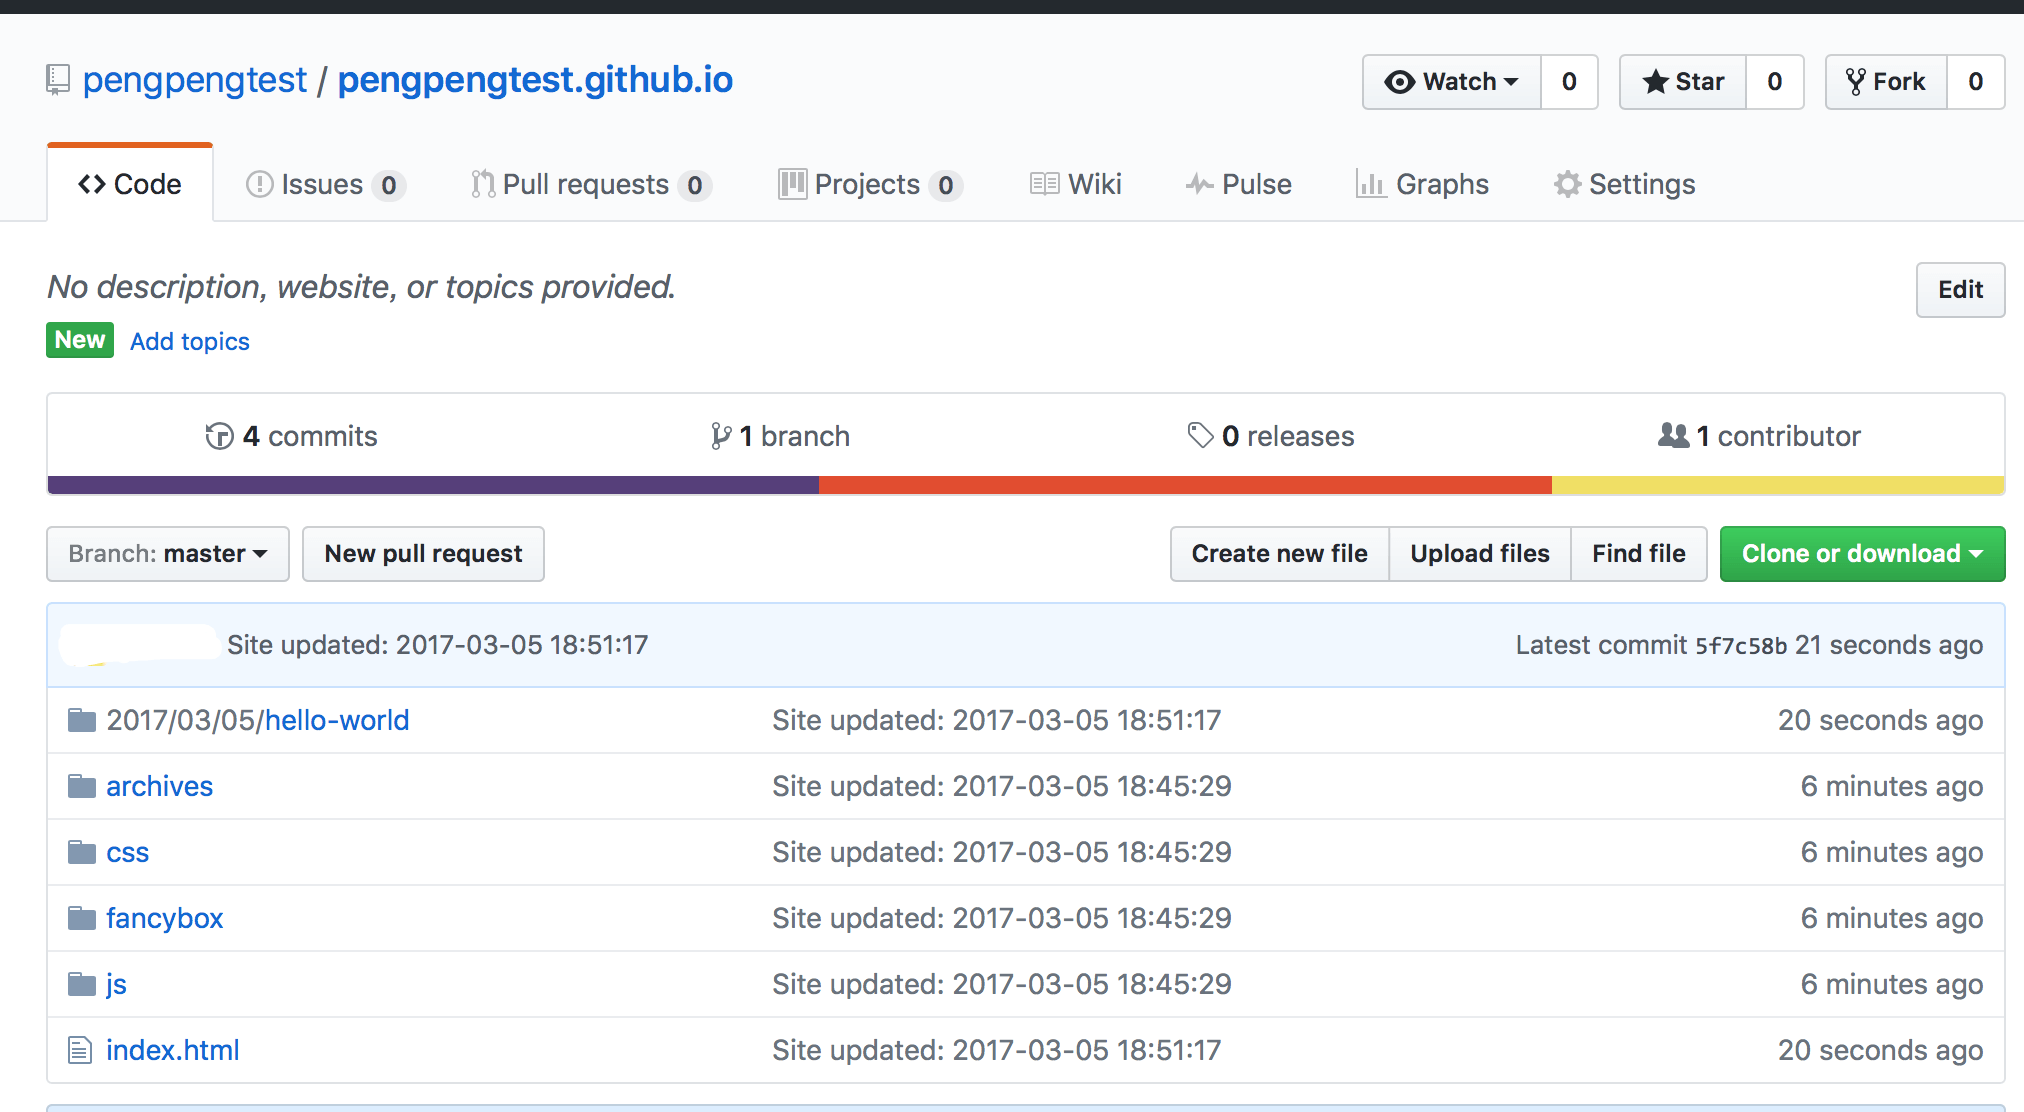 pengpengtest / pengpengtest.github.io
Watch 0 Star 0 Fork 0
Code Issues 0 Pull requests 0 Projects 0 Wiki Pulse Graphs Settings
No description, website, or topics provided.
Edit
New Add topics
4 commits 1 branch 0 releases 1 contributor
Branch: master New pull request Create new file Upload files Find file Clone or download
Site updated: 2017-03-05 18:51:17 Latest commit 5f7c58b 21 seconds ago
2017/03/05/hello-world Site updated: 2017-03-05 18:51:17 20 seconds ago
archives Site updated: 2017-03-05 18:45:29 6 minutes ago
css Site updated: 2017-03-05 18:45:29 6 minutes ago
fancybox Site updated: 2017-03-05 18:45:29 6 minutes ago
js Site updated: 2017-03-05 18:45:29 6 minutes ago
index.html Site updated: 2017-03-05 18:51:17 20 seconds ago